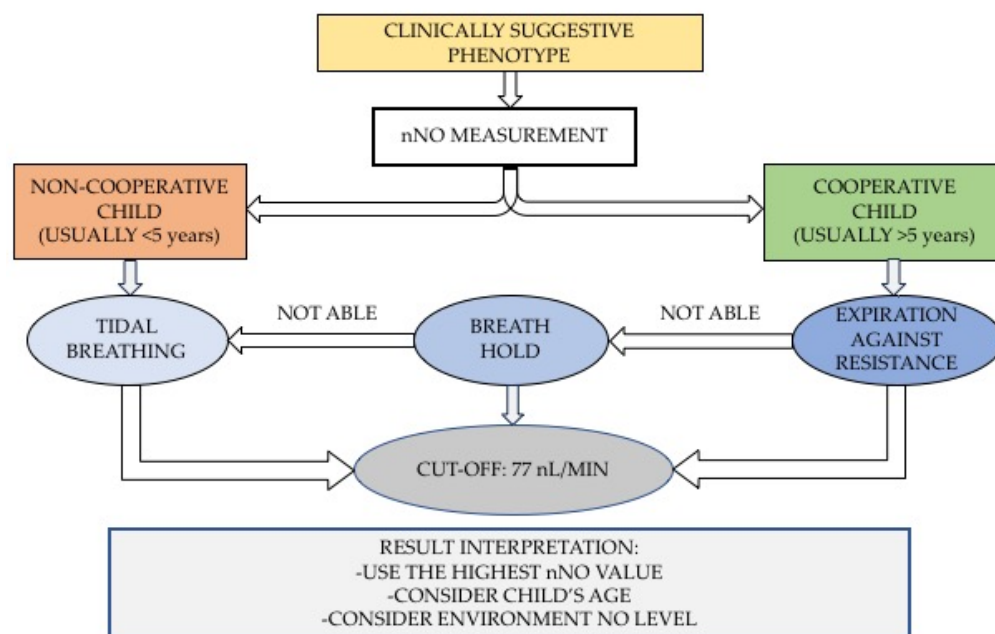 CLINICALLY SUGGESTIVE
PHENOTYPE
nNO MEASUREMENT
NON-COOPERATIVE
CHILD
(USUALLY <5 years)
COOPERATIVE
CHILD
(USUALLY >5 years)
TIDAL
BREATHING
NOT ABLE
BREATH
HOLD
NOT ABLE
EXPIRATION
AGAINST
RESISTANCE
CUT-OFF: 77 nL/MIN
RESULT INTERPRETATION:
-USE THE HIGHEST nNO VALUE
-CONSIDER CHILD'S AGE
-CONSIDER ENVIRONMENT NO LEVEL